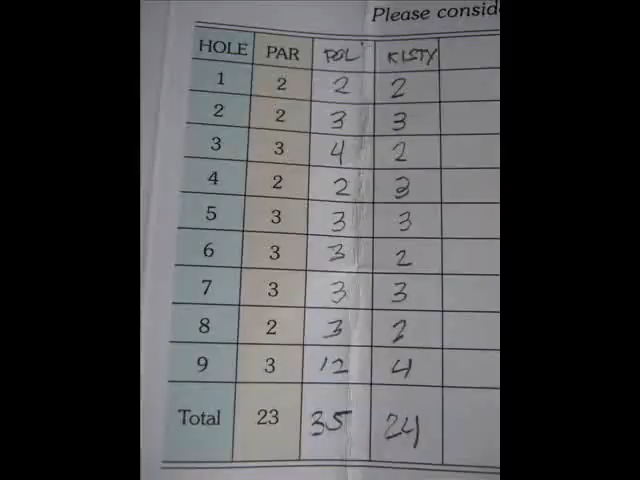 Please consid
HOLE PAR POL KISTY
1 2 2 2
2 2 3 3
3 3 4 2
4 2 2 3
5 3 3 3
6 3 3 2
7 3 3 3
8 2 3 2
9 3 12 4
Total 23 35 24